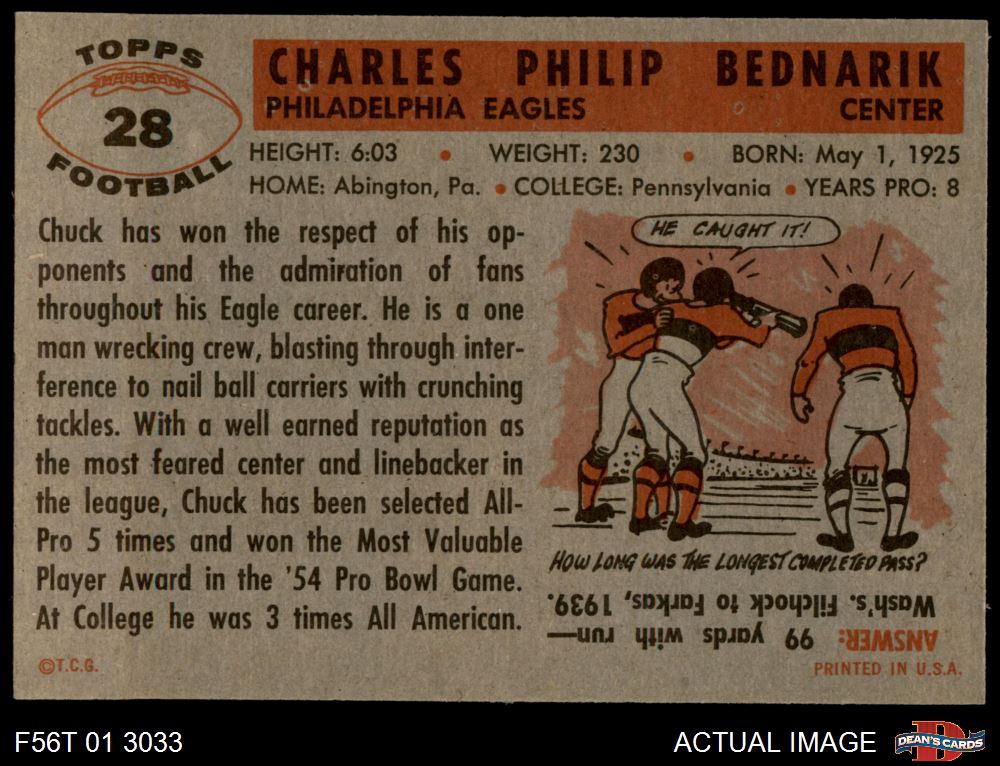 TOPPS
28
FOOTBALL
CHARLES PHILIP BEDNARIK
PHILADELPHIA EAGLES CENTER
HEIGHT: 6:03 • WEIGHT: 230 • BORN: May 1, 1925
HOME: Abington, Pa. • COLLEGE: Pennsylvania • YEARS PRO: 8
Chuck has won the respect of his op-
ponents and the admiration of fans
throughout his Eagle career. He is a one
man wrecking crew, blasting through inter-
ference to nail ball carriers with crunching
tackles. With a well earned reputation as
the most feared center and linebacker in
the league, Chuck has been selected All-
Pro 5 times and won the Most Valuable
Player Award in the '54 Pro Bowl Game.
At College he was 3 times All American.
©T.C.G.
HE CAUGHT IT!
HOW LONG WAS THE LONGEST COMPLETED PASS?
ANSWER: 99 yards with run—
Wash's. Filchock to Farkas, 1939.
PRINTED IN U.S.A.
F56T 01 3033
ACTUAL IMAGE
DEAN'S CARDS